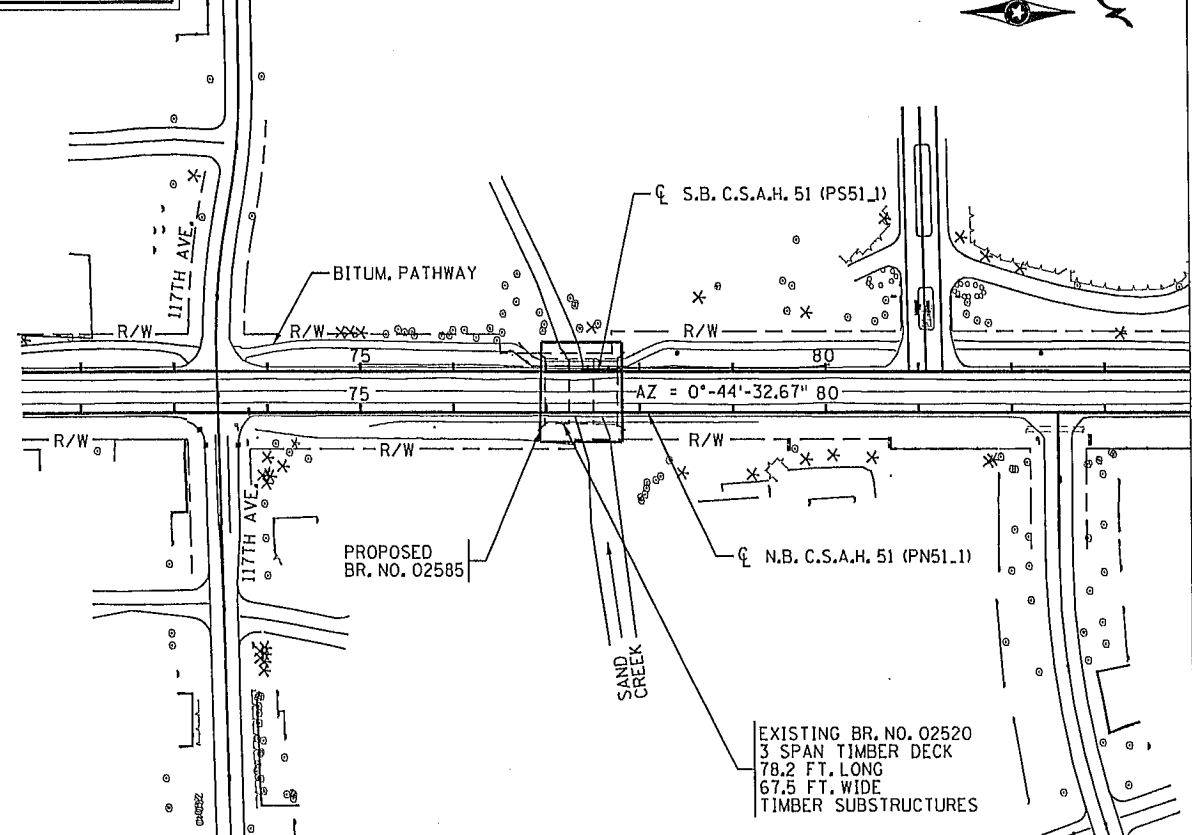 ℄ S.B. C.S.A.H. 51 (PS51_1)
117TH AVE.
BITUM. PATHWAY
R/W
R/W
R/W
75
80
75
AZ = 0°-44'-32.67" 80
R/W
R/W
R/W
117TH AVE.
PROPOSED
BR. NO. 02585
℄ N.B. C.S.A.H. 51 (PN51_1)
SAND
CREEK
EXISTING BR. NO. 02520
3 SPAN TIMBER DECK
78.2 FT. LONG
67.5 FT. WIDE
TIMBER SUBSTRUCTURES